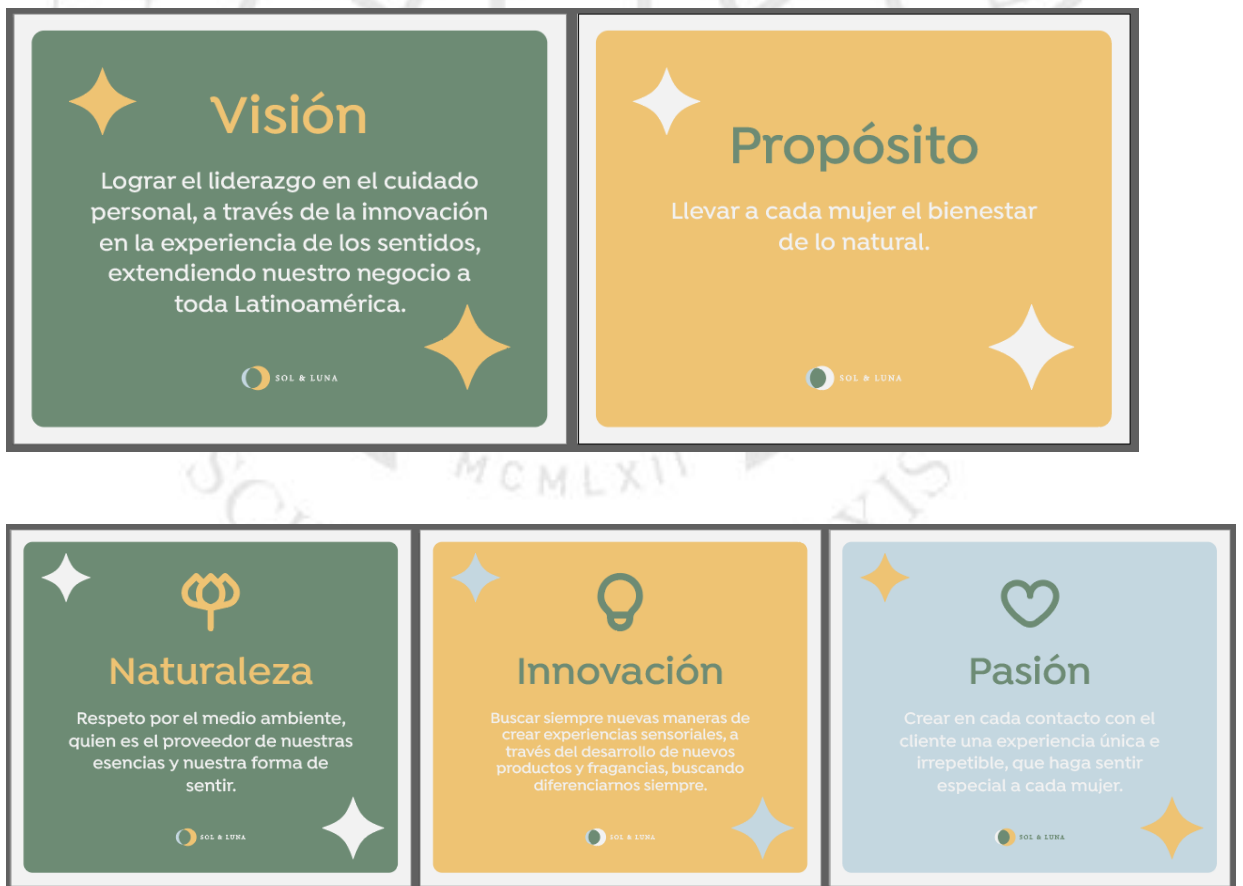 Visión
Lograr el liderazgo en el cuidado
personal, a través de la innovación
en la experiencia de los sentidos,
extendiendo nuestro negocio a
toda Latinoamérica.
SOL & LUNA
Propósito
Llevar a cada mujer el bienestar
de lo natural.
SOL & LUNA
MCMLXII
Naturaleza
Respeto por el medio ambiente,
quien es el proveedor de nuestras
esencias y nuestra forma de
sentir.
SOL & LUNA
Innovación
Buscar siempre nuevas maneras de
crear experiencias sensoriales, a
través del desarrollo de nuevos
productos y fragancias, buscando
diferenciarnos siempre.
SOL & LUNA
Pasión
Crear en cada contacto con el
cliente una experiencia única e
irrepetible, que haga sentir
especial a cada mujer.
SOL & LUNA